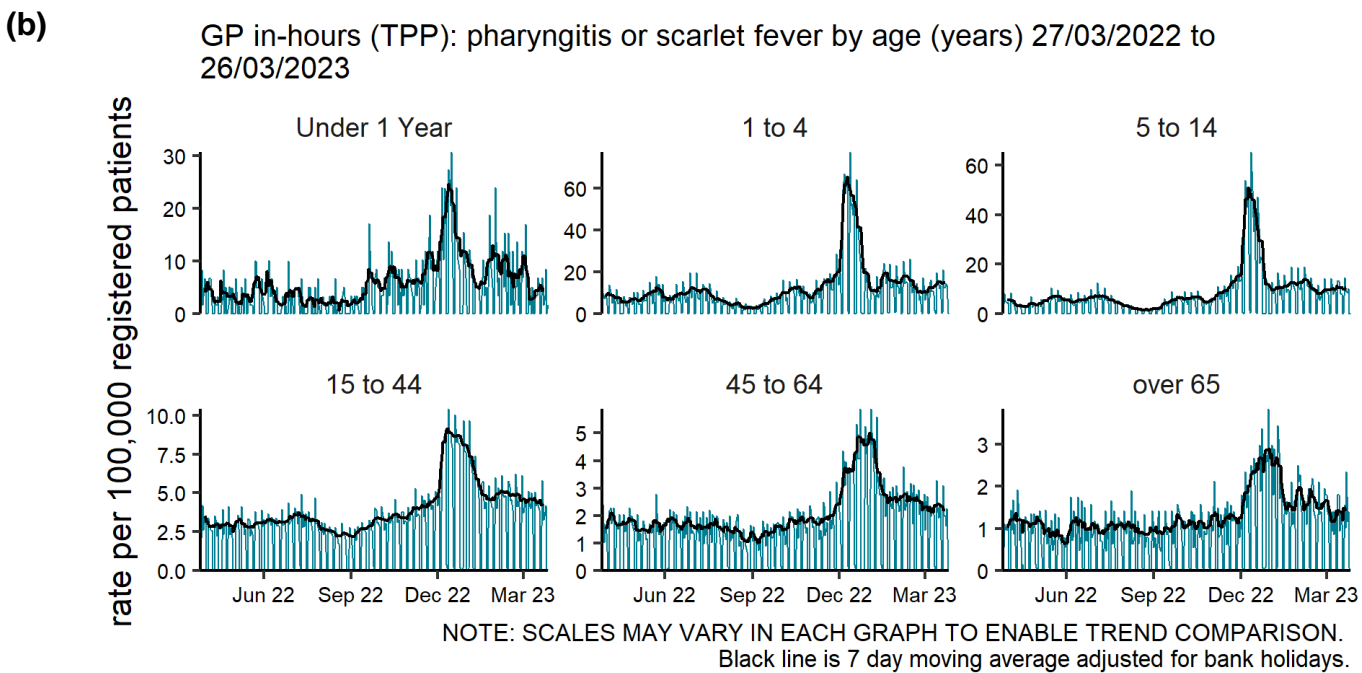 (b)
GP in-hours (TPP): pharyngitis or scarlet fever by age (years) 27/03/2022 to
26/03/2023
rate per 100,000 registered patients
Under 1 Year
30
20
10
0
1 to 4
60
40
20
0
5 to 14
60
40
20
0
15 to 44
10.0
7.5
5.0
2.5
0.0
Jun 22 Sep 22 Dec 22 Mar 23
45 to 64
5
4
3
2
1
0
Jun 22 Sep 22 Dec 22 Mar 23
over 65
3
2
1
0
Jun 22 Sep 22 Dec 22 Mar 23
NOTE: SCALES MAY VARY IN EACH GRAPH TO ENABLE TREND COMPARISON.
Black line is 7 day moving average adjusted for bank holidays.